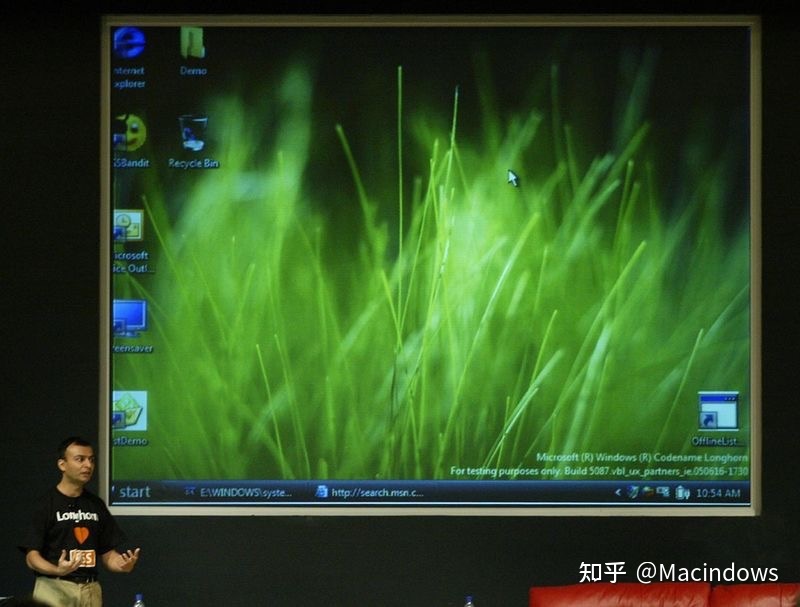 nternet
xplorer
Demo
SSBandit
Recycle Bin
icrosoft
ice Outl...
reensaver
stDemo
OfflineList...
Microsoft (R) Windows (R) Codename Longhorn
For testing purposes only. Build 5087.vbl_ux_partners_ie.050616-1730
start
E:\WINDOWS\syste...
http://search.msn.c...
10:54 AM
Longhorn
知乎 @Macindows